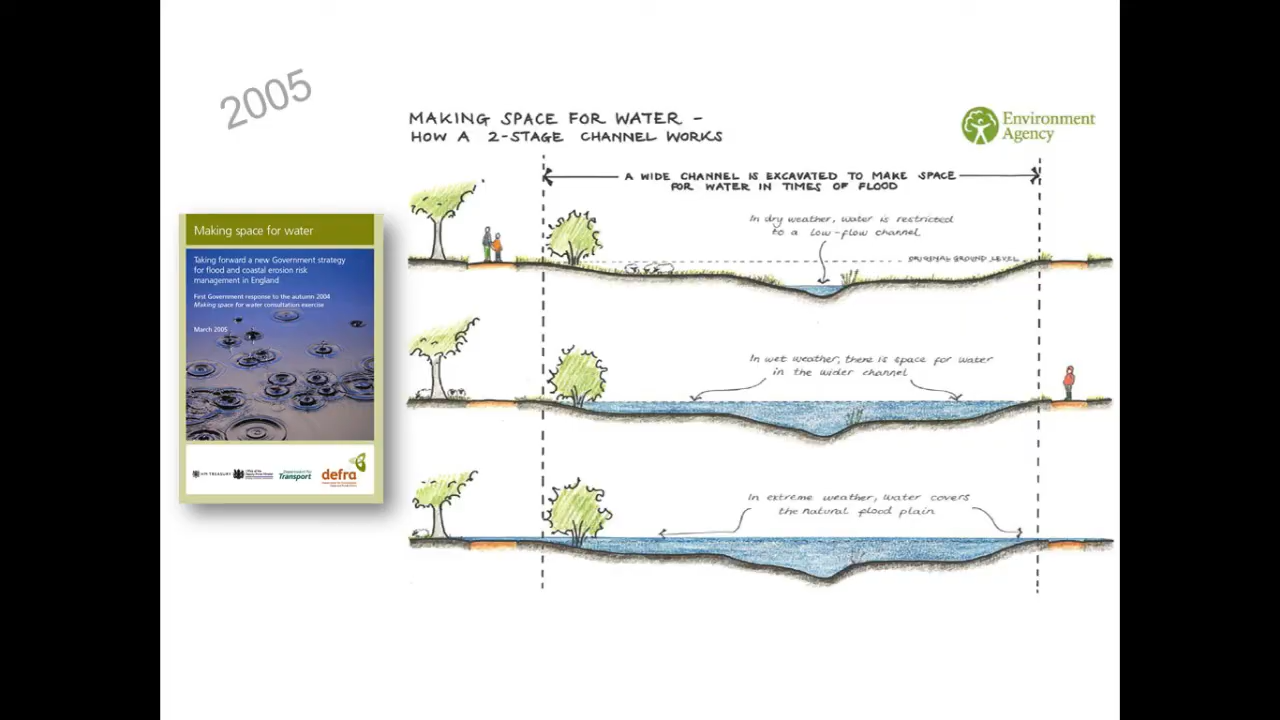 2005
MAKING SPACE FOR WATER -
HOW A 2-STAGE CHANNEL WORKS
Environment
Agency
A WIDE CHANNEL IS EXCAVATED TO MAKE SPACE
FOR WATER IN TIMES OF FLOOD
In dry weather, water is restricted
to a low-flow channel
ORIGINAL GROUND LEVEL
In wet weather, there is space for water
in the wider channel
In extreme weather, water covers
the natural flood plain
Making space for water
Taking forward a new Government strategy
for flood and coastal erosion risk
management in England
First Government response to the autumn 2004
Making space for water consultation exercise
March 2005
HM TREASURY
Transport
defra